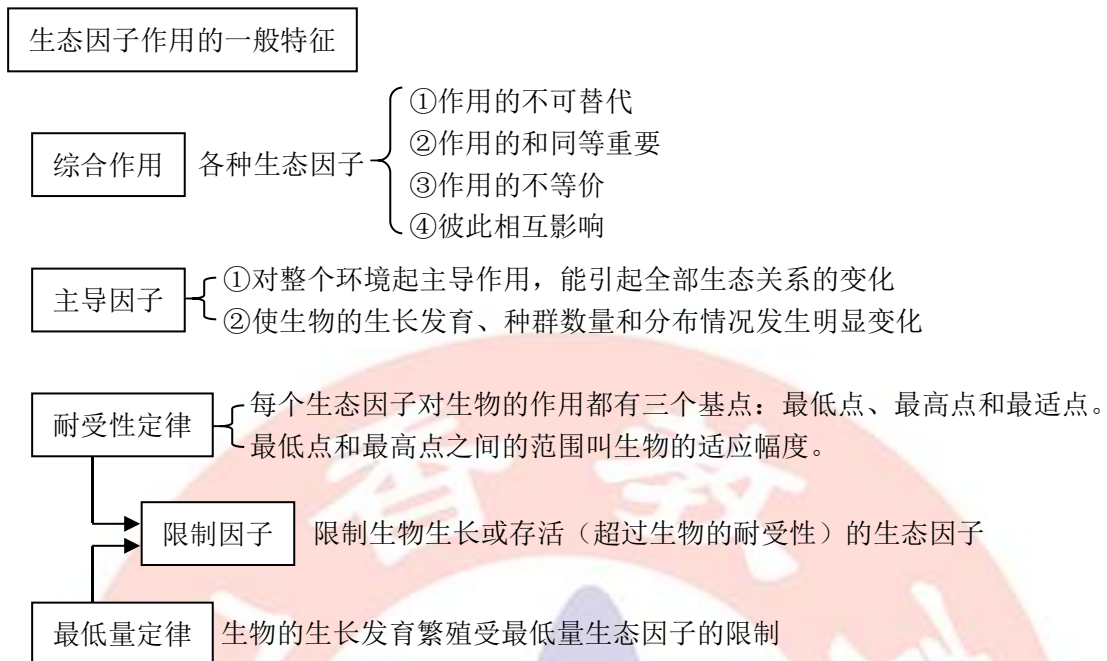 生态因子作用的一般特征
综合作用 各种生态因子
①作用的不可替代
②作用的和同等重要
③作用的不等价
④彼此相互影响
主导因子
①对整个环境起主导作用，能引起全部生态关系的变化
②使生物的生长发育、种群数量和分布情况发生明显变化
耐受性定律
每个生态因子对生物的作用都有三个基点：最低点、最高点和最适点。
最低点和最高点之间的范围叫生物的适应幅度。
限制因子 限制生物生长或存活（超过生物的耐受性）的生态因子
最低量定律 生物的生长发育繁殖受最低量生态因子的限制